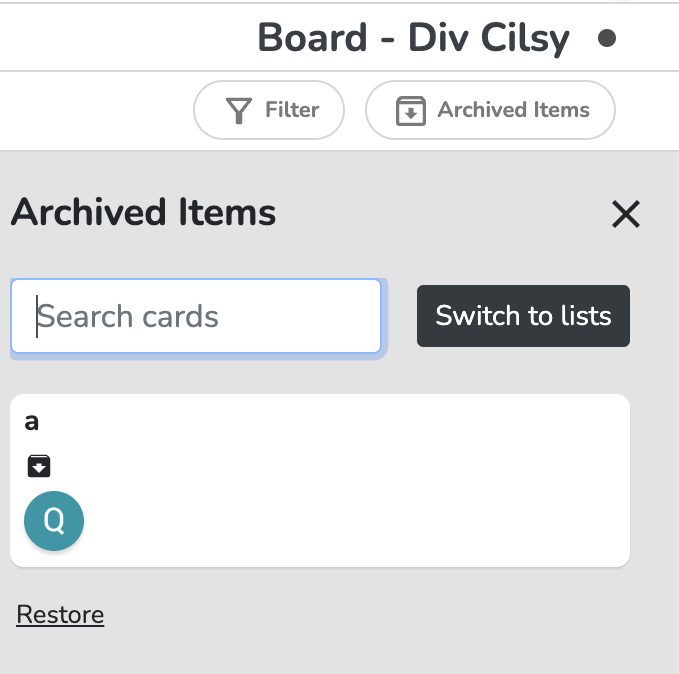 Board - Div Cilsy
Filter
Archived Items
Archived Items
Search cards
Switch to lists
a
Q
Restore